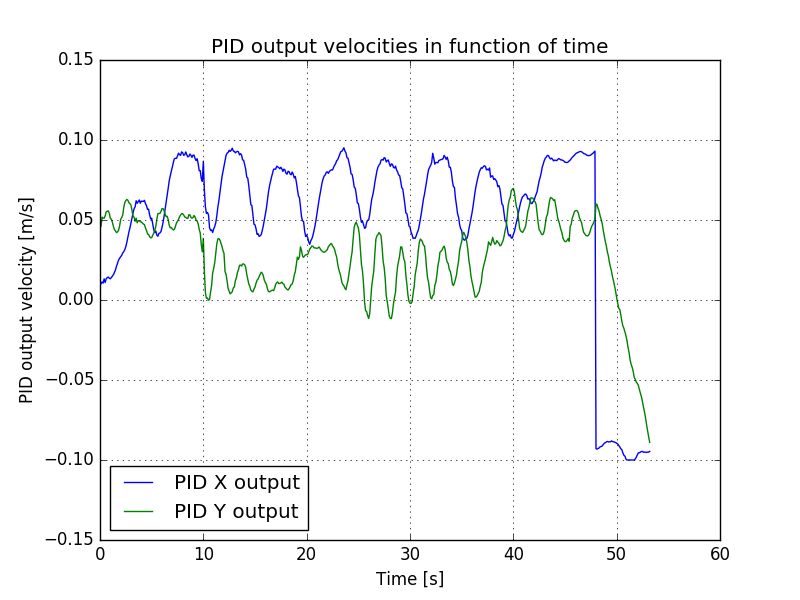 PID output velocities in function of time
0.15
0.10
0.05
0.00
−0.05
−0.10
−0.15
PID output velocity [m/s]
PID X output
PID Y output
0 10 20 30 40 50 60
Time [s]